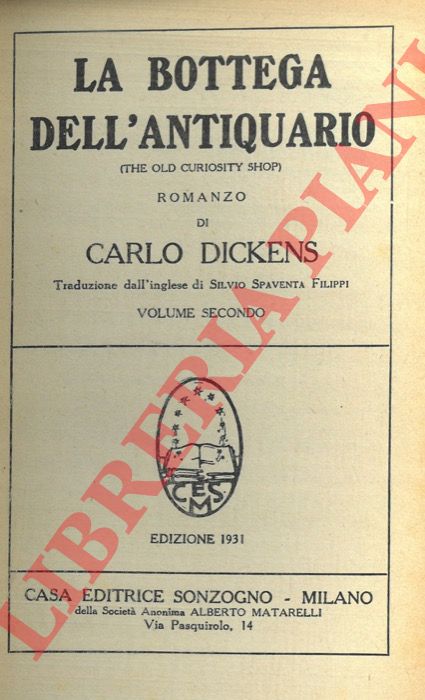 LA BOTTEGA
DELL'ANTIQUARIO
(THE OLD CURIOSITY SHOP)
ROMANZO
DI
CARLO DICKENS
Traduzione dall'inglese di SILVIO SPAVENTA FILIPPI
VOLUME SECONDO
CESM
EDIZIONE 1931
CASA EDITRICE SONZOGNO - MILANO
della Società Anonima ALBERTO MATARELLI
Via Pasquirolo, 14
LIBRERIA PIANI